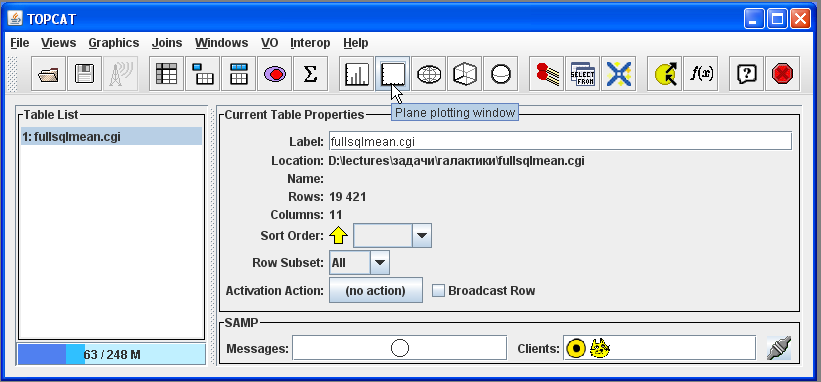 TOPCAT
File Views Graphics Joins Windows VO Interop Help
Σ SELECT FROM f(x) ?
Plane plotting window
Table List
1: fullsqlmean.cgi
63 / 248 M
Current Table Properties
Label: fullsqlmean.cgi
Location: D:\lectures\задачи\галактики\fullsqlmean.cgi
Name:
Rows: 19 421
Columns: 11
Sort Order:
Row Subset: All
Activation Action: (no action) Broadcast Row
SAMP
Messages: Clients: